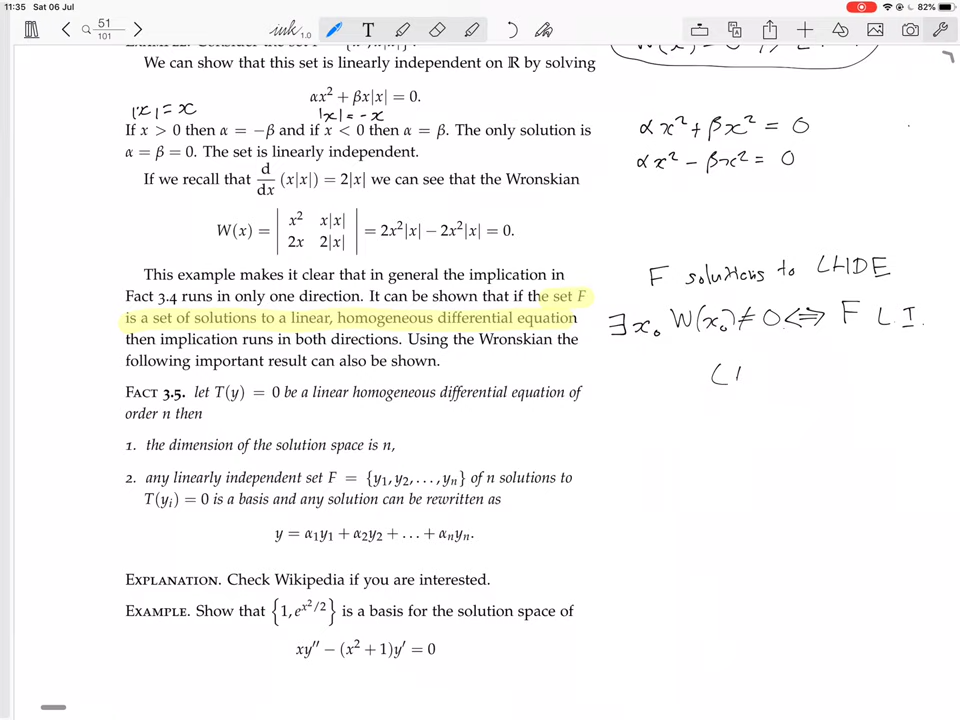 11:35 Sat 06 Jul
82%
51
101
ink 1.0
T
We can show that this set is linearly independent on ℝ by solving
αx² + βx|x| = 0.
|x| = x
|x| = -x
If x > 0 then α = −β and if x < 0 then α = β. The only solution is
α = β = 0. The set is linearly independent.
If we recall that d/dx (x|x|) = 2|x| we can see that the Wronskian
W(x) = | x² x|x| |
| 2x 2|x| | = 2x²|x| − 2x²|x| = 0.
This example makes it clear that in general the implication in
Fact 3.4 runs in only one direction. It can be shown that if the set F
is a set of solutions to a linear, homogeneous differential equation
then implication runs in both directions. Using the Wronskian the
following important result can also be shown.
FACT 3.5. let T(y) = 0 be a linear homogeneous differential equation of
order n then
1. the dimension of the solution space is n,
2. any linearly independent set F = {y₁, y₂, . . . , yₙ} of n solutions to
T(yᵢ) = 0 is a basis and any solution can be rewritten as
y = α₁y₁ + α₂y₂ + . . . + αₙyₙ.
EXPLANATION. Check Wikipedia if you are interested.
EXAMPLE. Show that {1, e^(x²/2)} is a basis for the solution space of
xy″ − (x² + 1)y′ = 0
αx² + βx² = 0
αx² − βx² = 0
F solutions to LHDE
∃x₀ W(x₀) ≠ 0 ⟺ F L I.